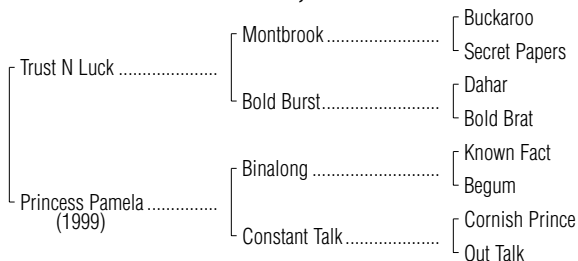 Buckaroo
Montbrook ..............................
Secret Papers
Trust N Luck .....................
Dahar
Bold Burst................................
Bold Brat
Known Fact
Binalong ..................................
Begum
Princess Pamela ...............
(1999)
Cornish Prince
Constant Talk.........................
Out Talk